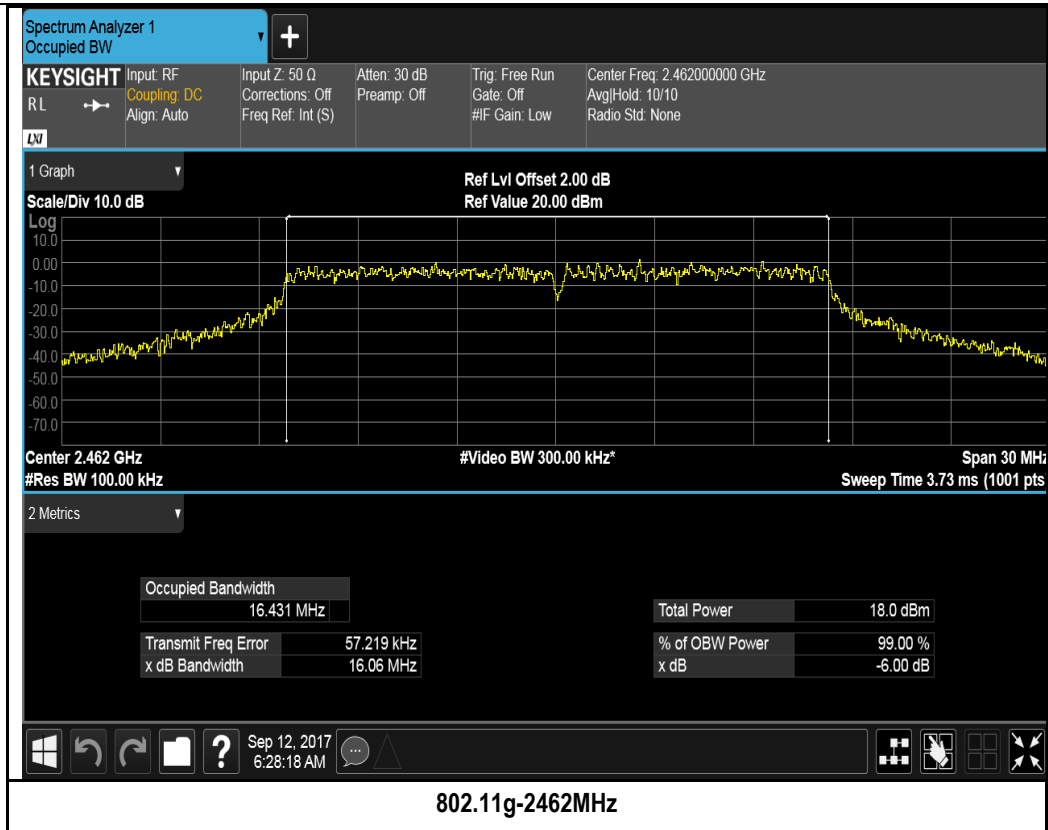 Spectrum Analyzer 1
Occupied BW
+
KEYSIGHT Input: RF Input Z: 50 Ω Atten: 30 dB Trig: Free Run Center Freq: 2.462000000 GHz
RL Coupling: DC Corrections: Off Preamp: Off Gate: Off Avg|Hold: 10/10
Align: Auto Freq Ref: Int (S) #IF Gain: Low Radio Std: None
LXI
1 Graph
Ref Lvl Offset 2.00 dB
Scale/Div 10.0 dB Ref Value 20.00 dBm
Log
10.0
0.00
-10.0
-20.0
-30.0
-40.0
-50.0
-60.0
-70.0
Center 2.462 GHz #Video BW 300.00 kHz* Span 30 MHz
#Res BW 100.00 kHz Sweep Time 3.73 ms (1001 pts
2 Metrics
Occupied Bandwidth
16.431 MHz Total Power 18.0 dBm
Transmit Freq Error 57.219 kHz % of OBW Power 99.00 %
x dB Bandwidth 16.06 MHz x dB -6.00 dB
? Sep 12, 2017
6:28:18 AM
802.11g-2462MHz